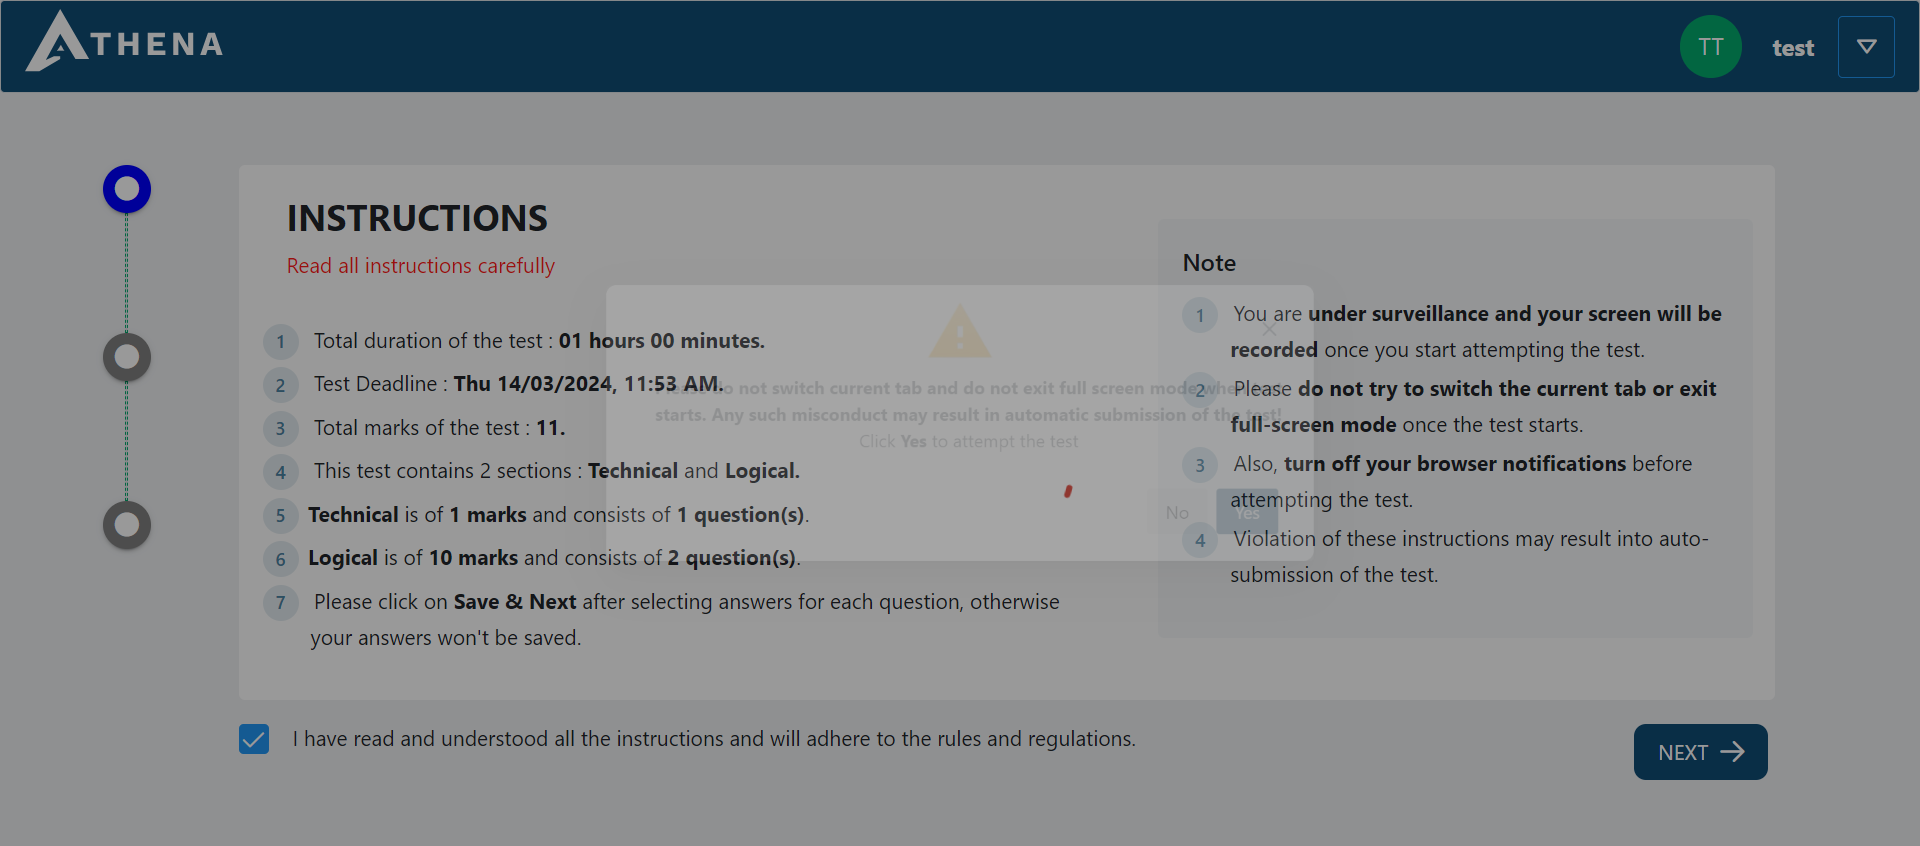 ATHENA
TT
test
INSTRUCTIONS
Read all instructions carefully
1 Total duration of the test : 01 hours 00 minutes.
2 Test Deadline : Thu 14/03/2024, 11:53 AM.
3 Total marks of the test : 11.
4 This test contains 2 sections : Technical and Logical.
5 Technical is of 1 marks and consists of 1 question(s).
6 Logical is of 10 marks and consists of 2 question(s).
7 Please click on Save & Next after selecting answers for each question, otherwise
your answers won't be saved.
Note
1 You are under surveillance and your screen will be
recorded once you start attempting the test.
2 Please do not try to switch the current tab or exit
full-screen mode once the test starts.
3 Also, turn off your browser notifications before
attempting the test.
4 Violation of these instructions may result into auto-
submission of the test.
Please do not switch current tab and do not exit full screen mode when test
starts. Any such misconduct may result in automatic submission of the test!
Click Yes to attempt the test
No
Yes
I have read and understood all the instructions and will adhere to the rules and regulations.
NEXT